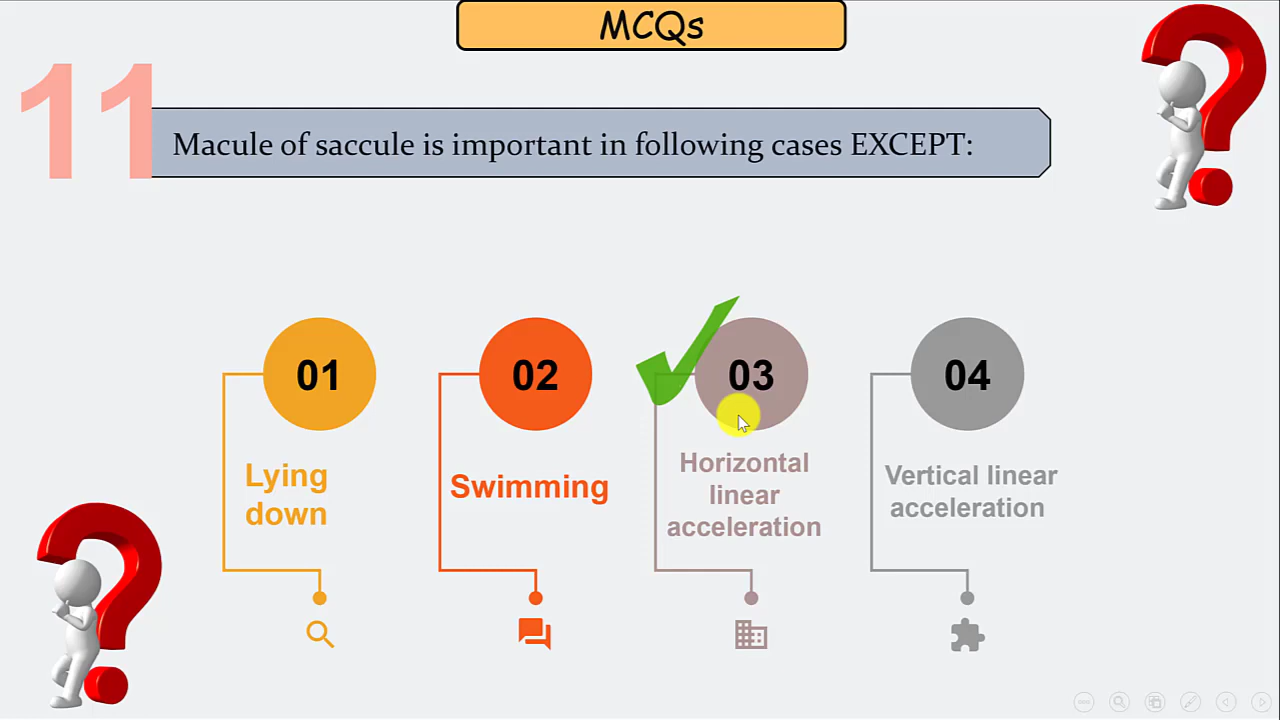 MCQs
11
Macule of saccule is important in following cases EXCEPT:
01
02
03
04
Lying
down
Swimming
Horizontal
linear
acceleration
Vertical linear
acceleration